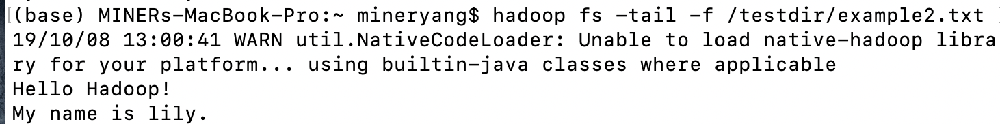 (base) MINERs-MacBook-Pro:~ mineryang$ hadoop fs -tail -f /testdir/example2.txt
19/10/08 13:00:41 WARN util.NativeCodeLoader: Unable to load native-hadoop libra
ry for your platform... using builtin-java classes where applicable
Hello Hadoop!
My name is lily.